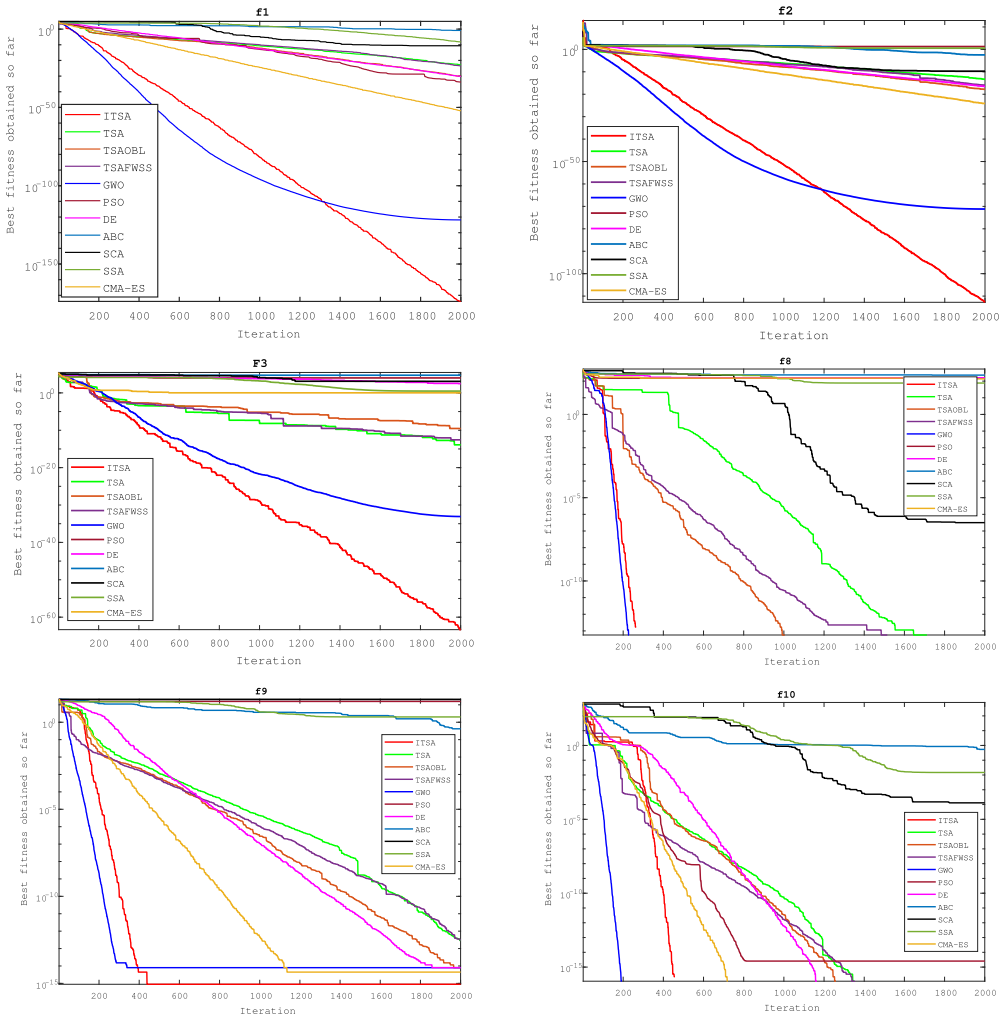 f1
Best fitness obtained so far
10^0
10^-50
10^-100
10^-150
ITSA
TSA
TSAOBL
TSAFWSS
GWO
PSO
DE
ABC
SCA
SSA
CMA-ES
200 400 600 800 1000 1200 1400 1600 1800 2000
Iteration
f2
Best fitness obtained so far
10^0
10^-50
10^-100
ITSA
TSA
TSAOBL
TSAFWSS
GWO
PSO
DE
ABC
SCA
SSA
CMA-ES
200 400 600 800 1000 1200 1400 1600 1800 2000
Iteration
F3
Best fitness obtained so far
10^0
10^-20
10^-40
10^-60
ITSA
TSA
TSAOBL
TSAFWSS
GWO
PSO
DE
ABC
SCA
SSA
CMA-ES
200 400 600 800 1000 1200 1400 1600 1800 2000
Iteration
f8
Best fitness obtained so far
10^0
10^-5
10^-10
ITSA
TSA
TSAOBL
TSAFWSS
GWO
PSO
DE
ABC
SCA
SSA
CMA-ES
200 400 600 800 1000 1200 1400 1600 1800 2000
Iteration
f9
Best fitness obtained so far
10^0
10^-5
10^-10
10^-15
ITSA
TSA
TSAOBL
TSAFWSS
GWO
PSO
DE
ABC
SCA
SSA
CMA-ES
200 400 600 800 1000 1200 1400 1600 1800 2000
Iteration
f10
Best fitness obtained so far
10^0
10^-5
10^-10
10^-15
ITSA
TSA
TSAOBL
TSAFWSS
GWO
PSO
DE
ABC
SCA
SSA
CMA-ES
200 400 600 800 1000 1200 1400 1600 1800 2000
Iteration